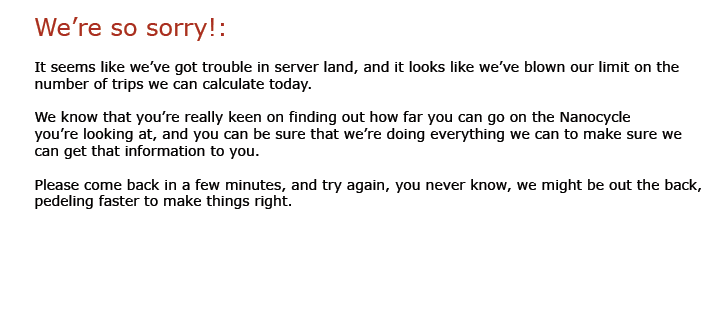 We’re so sorry!:
It seems like we’ve got trouble in server land, and it looks like we’ve blown our limit on the
number of trips we can calculate today.
We know that you’re really keen on finding out how far you can go on the Nanocycle
you’re looking at, and you can be sure that we’re doing everything we can to make sure we
can get that information to you.
Please come back in a few minutes, and try again, you never know, we might be out the back,
pedeling faster to make things right.